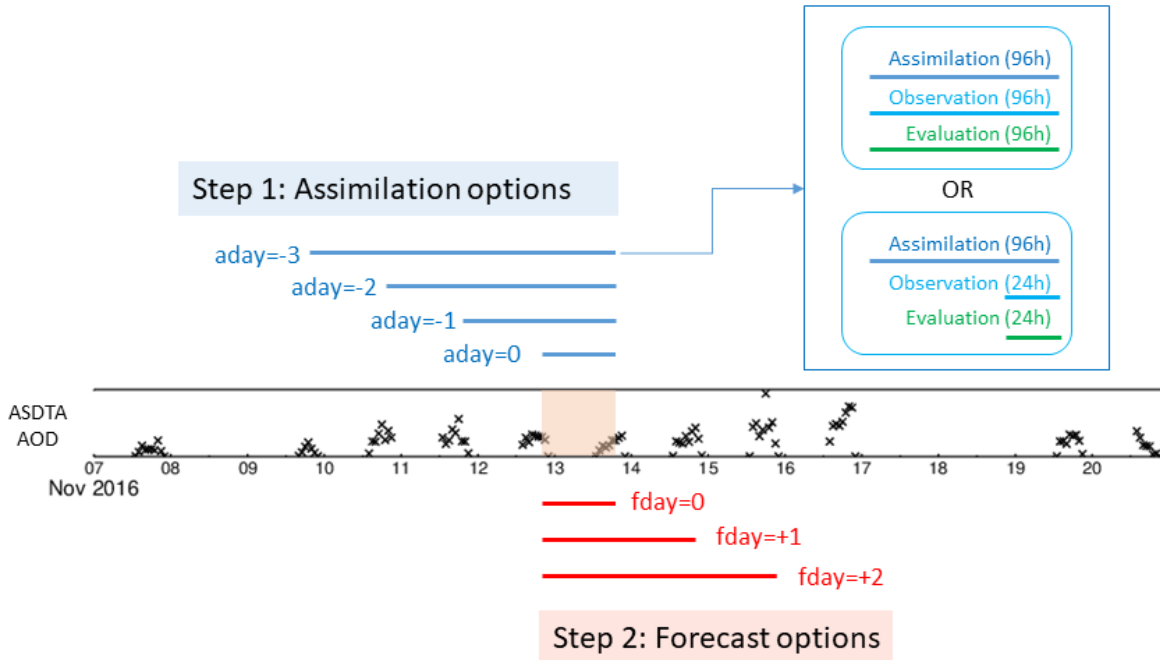 Assimilation (96h)
Observation (96h)
Evaluation (96h)
OR
Assimilation (96h)
Observation (24h)
Evaluation (24h)
Step 1: Assimilation options
aday=-3
aday=-2
aday=-1
aday=0
ASDTA
AOD
07 08 09 10 11 12 13 14 15 16 17 18 19 20
Nov 2016
fday=0
fday=+1
fday=+2
Step 2: Forecast options